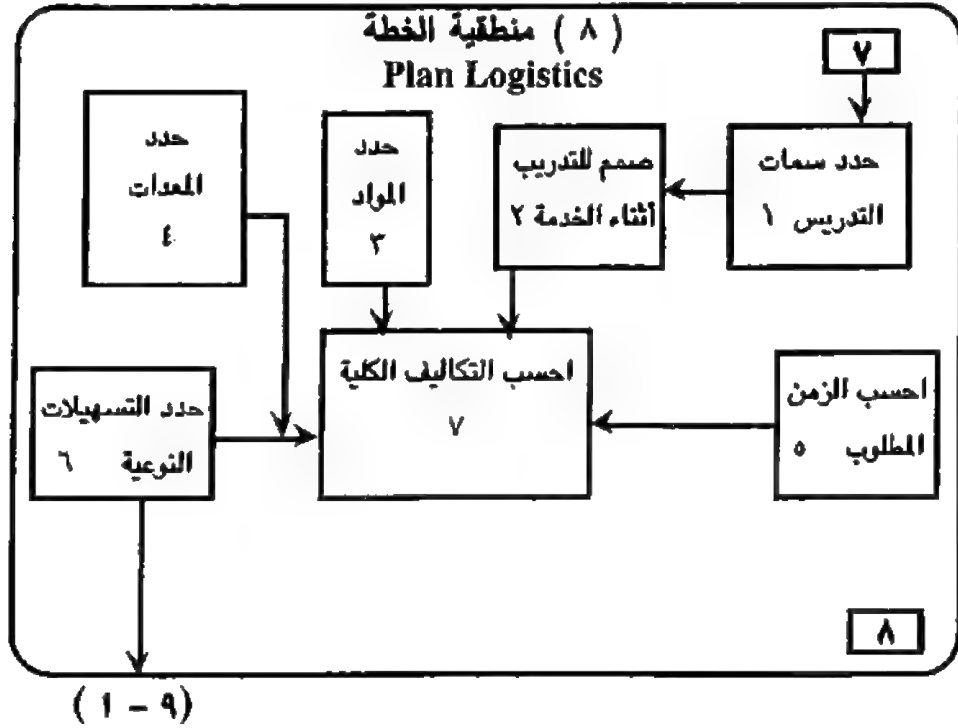 ( ٨ ) منطقية الخطة
Plan Logistics
٧
حدد سمات
التدريس ١
صمم للتدريب
أثناء الخدمة ٢
حدد
المواد
٣
حدد
المعدات
٤
احسب الزمن
المطلوب ٥
حدد التسهيلات
النوعية ٦
احسب التكاليف الكلية
٧
٨
( ٩ - ١ )